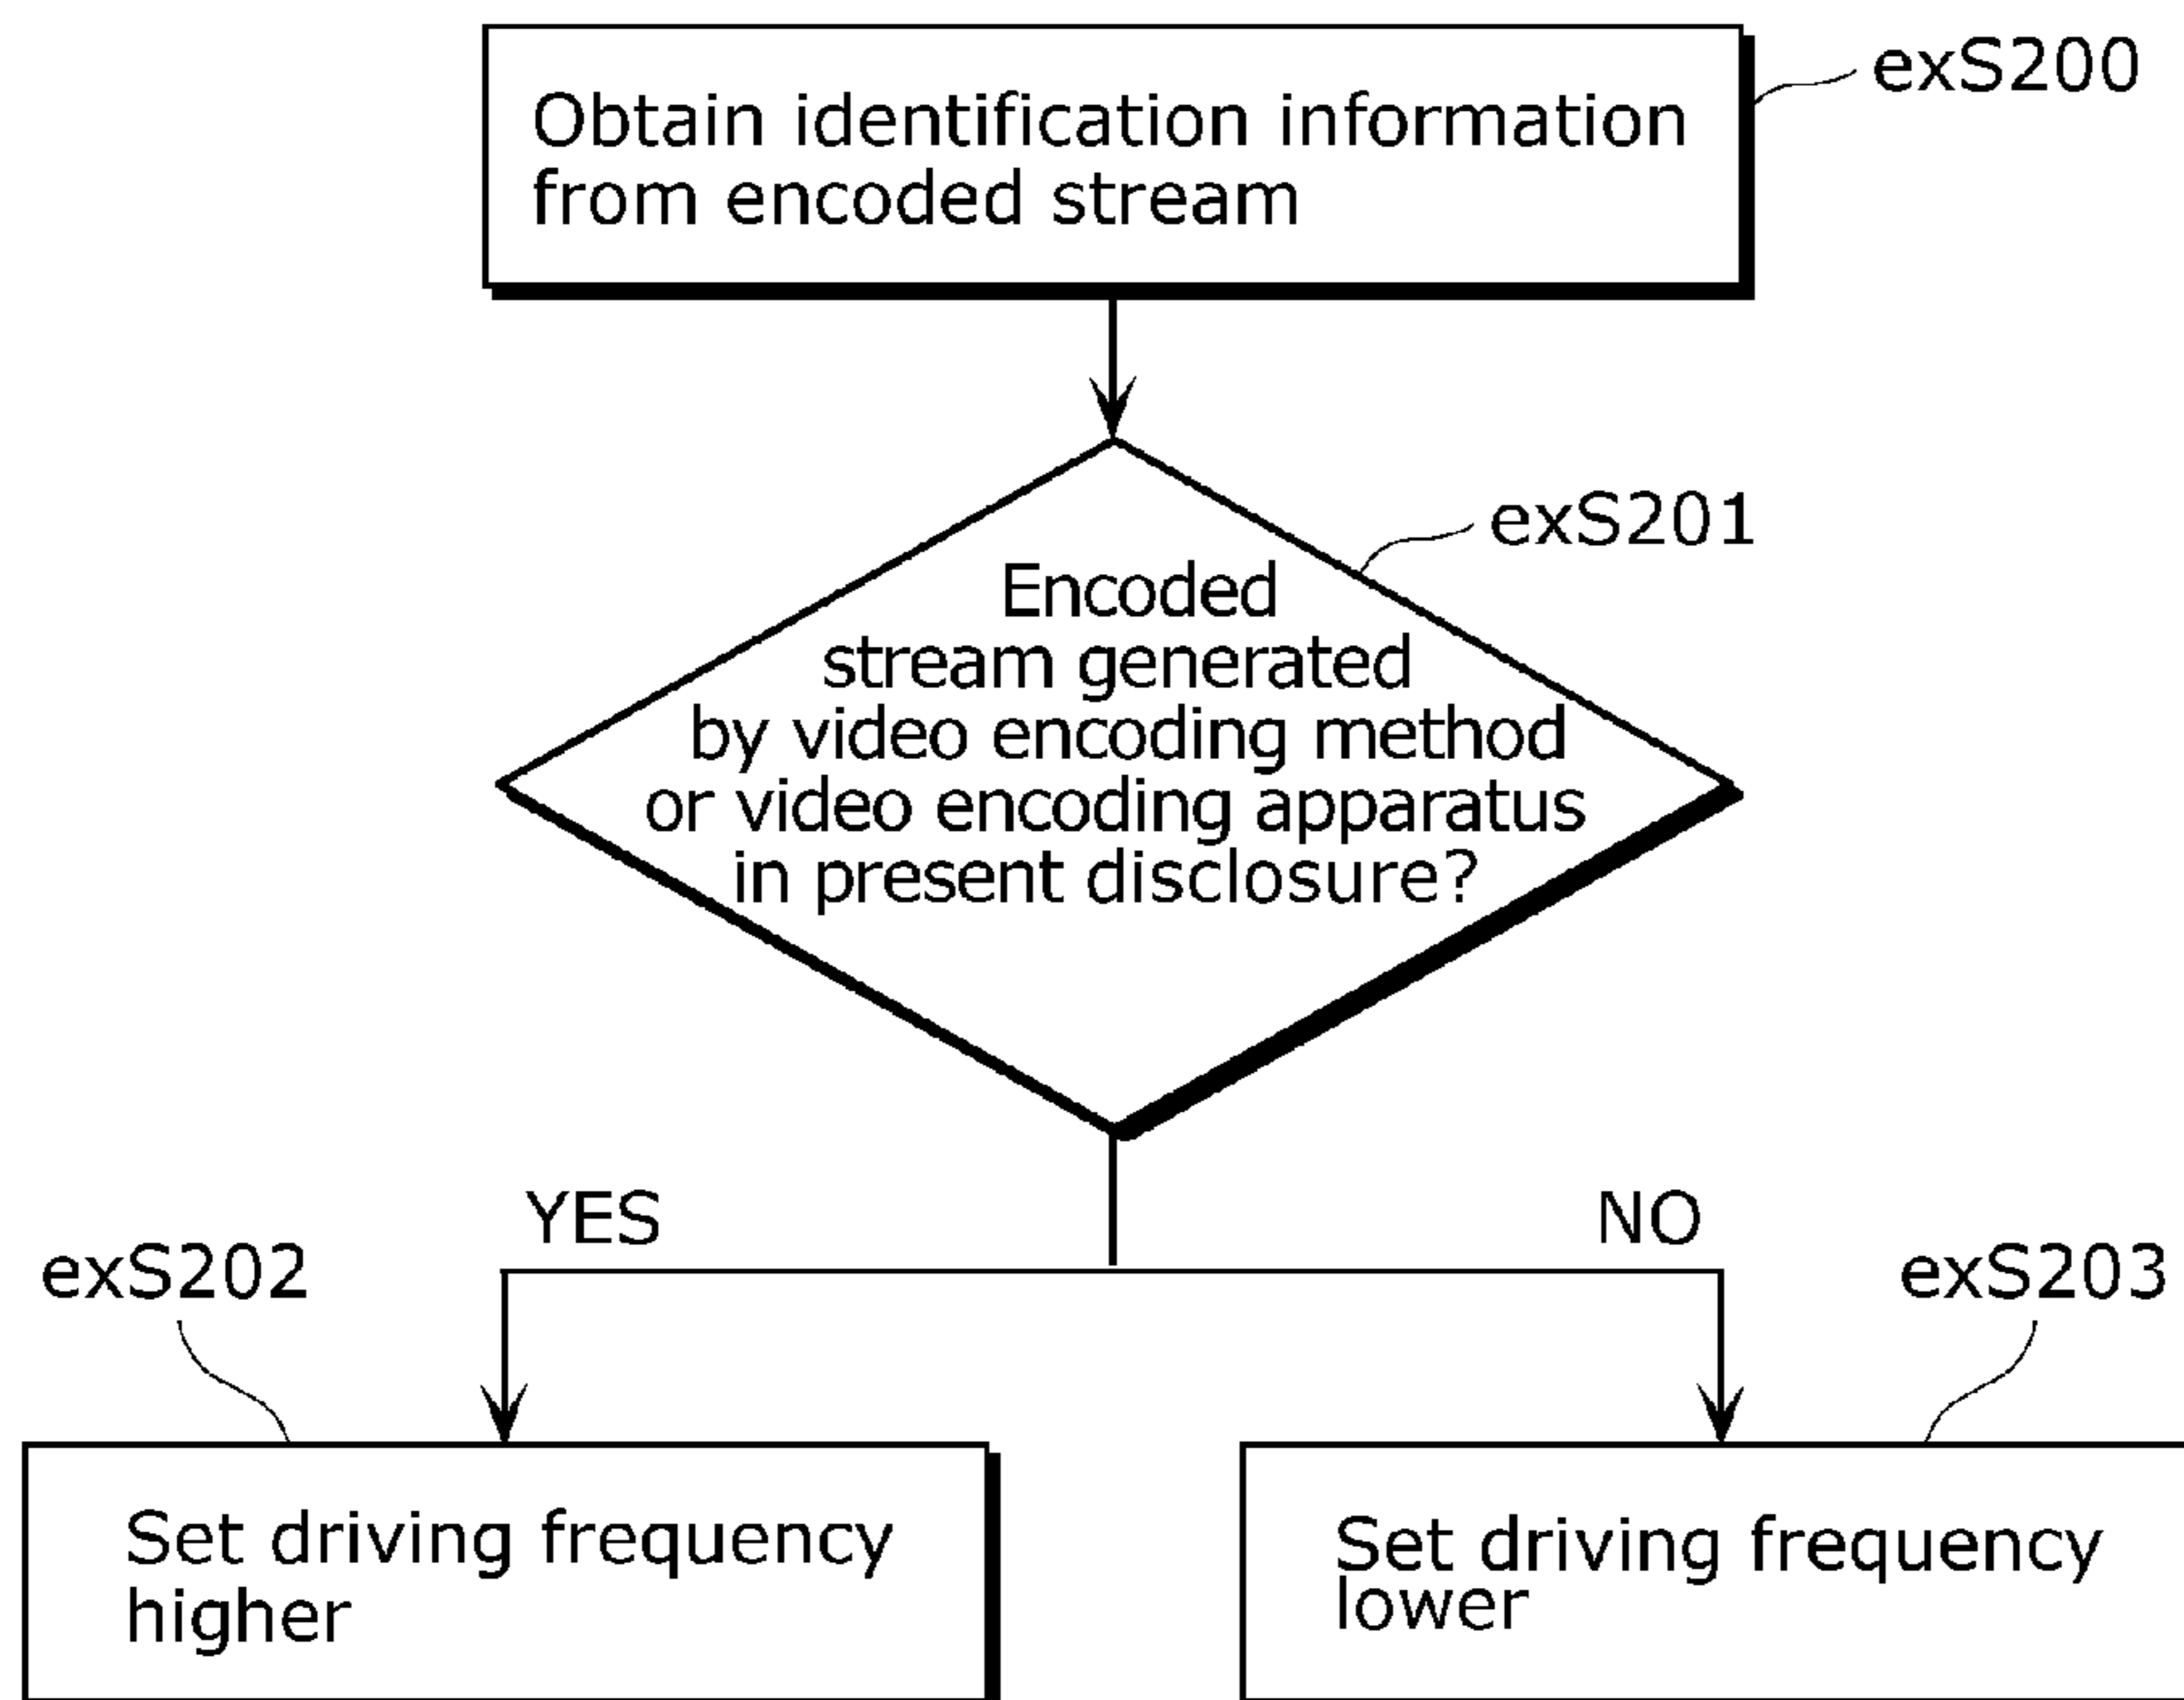 exS200
Obtain identification information
from encoded stream
exS201
Encoded
stream generated
by video encoding method
or video encoding apparatus
in present disclosure?
YES
NO
exS202
exS203
Set driving frequency
higher
Set driving frequency
lower